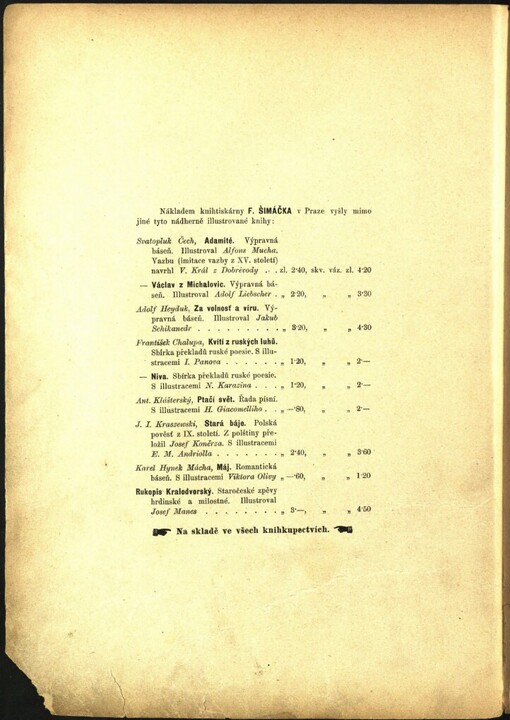 Nákladem knihtiskárny F. ŠIMÁČKA v Praze vyšly mimo
jiné tyto nádherně illustrované knihy:
Svatopluk Čech, Adamité. Výpravná
báseň. Illustroval Alfons Mucha.
Vazbu (imitace vazby z XV. století)
navrhl V. Král z Dobrévody . . zl. 2·40, skv. váz. zl. 4·20
— Václav z Michalovic. Výpravná bá-
seň. Illustroval Adolf Liebscher . „ 2·20, „ „ 3·30
Adolf Heyduk, Za volnost a víru. Vý-
pravná báseň. Illustroval Jakub
Schikaneder . . . . . . . . . „ 3·20, „ „ 4·30
František Chalupa, Kvítí z ruských luhů.
Sbírka překladů ruské poesie. S illu-
stracemi I. Panova . . . . . . „ 1·20, „ „ 2·—
— Niva. Sbírka překladů ruské poesie.
S illustracemi N. Karazina . . . „ 1·20, „ „ 2·—
Ant. Klášterský, Ptačí svět. Řada písní.
S illustracemi H. Giacomelliho . . „ —·80, „ „ 2·—
J. I. Kraszewski, Stará báje. Polská
pověsť z IX. století. Z polštiny pře-
ložil Josef Koněrza. S illustracemi
E. M. Andriolla . . . . . . . „ 2·40, „ „ 3·60
Karel Hynek Mácha, Máj. Romantická
báseň. S illustracemi Viktora Olivy „ —·60, „ „ 1·20
Rukopis Kralodvorský. Staročeské zpěvy
hrdinské a milostné. Illustroval
Josef Manes . . . . . . . . „ 3·—, „ „ 4·50
Na skladě ve všech knihkupectvích.